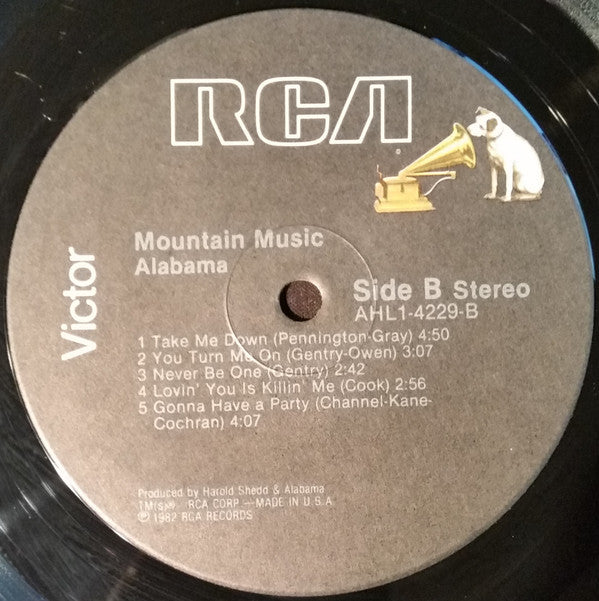 RCA
Victor
Mountain Music
Alabama
Side B Stereo
AHL1-4229-B
1 Take Me Down (Pennington-Gray) 4:50
2 You Turn Me On (Gentry-Owen) 3:07
3 Never Be One (Gentry) 2:42
4 Lovin' You Is Killin' Me (Cook) 2:56
5 Gonna Have a Party (Channel-Kane-
Cochran) 4:07
Produced by Harold Shedd & Alabama
TM(s)® RCA CORP—MADE IN U.S.A.
℗ 1982 RCA RECORDS